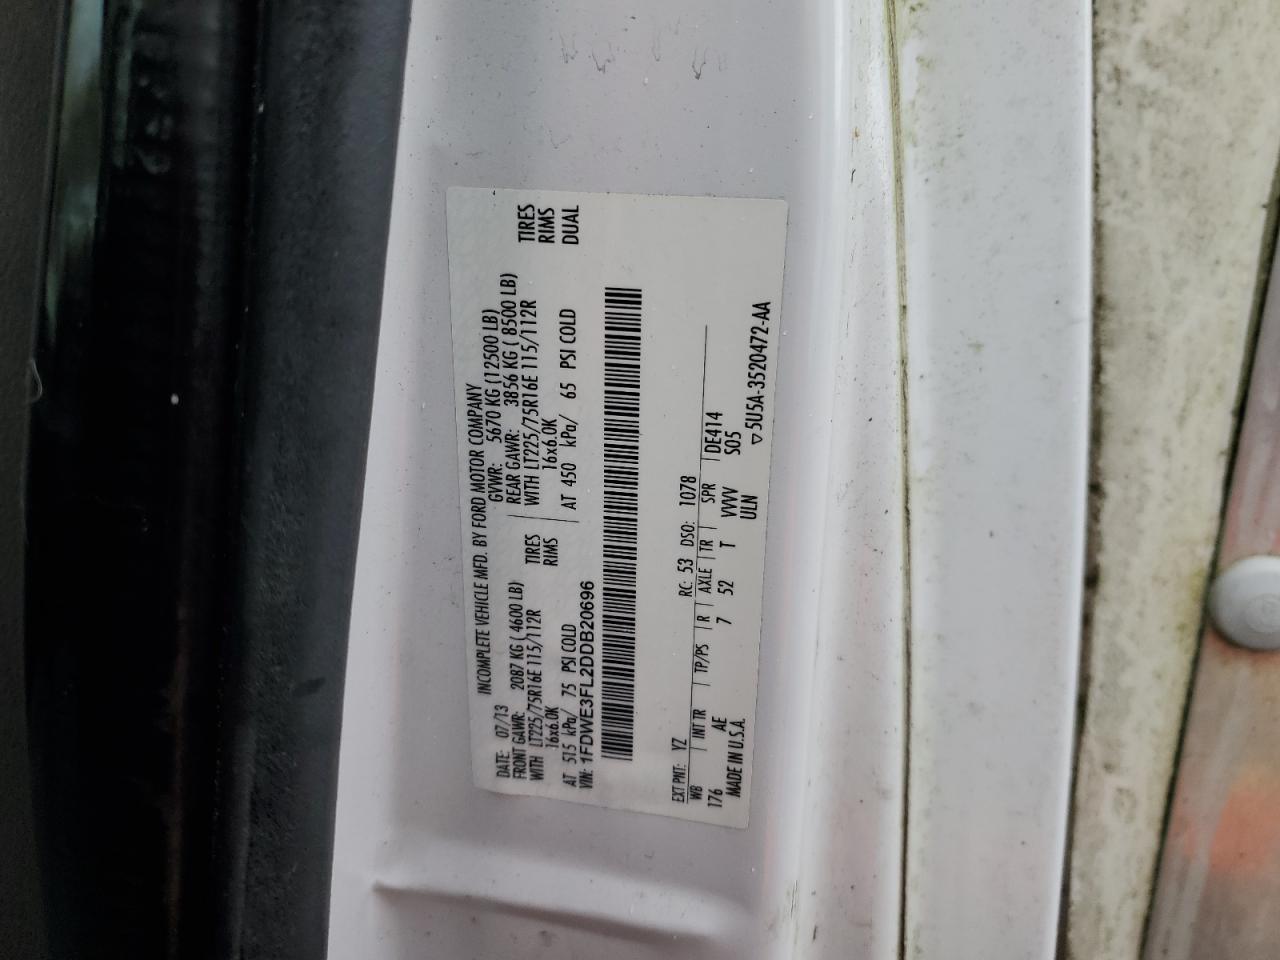 INCOMPLETE VEHICLE MFD. BY FORD MOTOR COMPANY
DATE: 07/13 GVWR: 5670 KG (12500 LB)
FRONT GAWR: 2087 KG ( 4600 LB) REAR GAWR: 3856 KG ( 8500 LB)
WITH LT225/75R16E 115/112R TIRES WITH LT225/75R16E 115/112R TIRES
16x6.0K RIMS 16x6.0K RIMS
AT 515 kPa/ 75 PSI COLD AT 450 kPa/ 65 PSI COLD DUAL
VIN: 1FDWE3FL2DDB20696
EXT PNT: YZ RC: 53 DSO: 1078
WB INT TR TP/PS R AXLE TR SPR DE414
176 AE 7 52 T VVV S05
MADE IN U.S.A. ULN ▽5U5A-3520472-AA